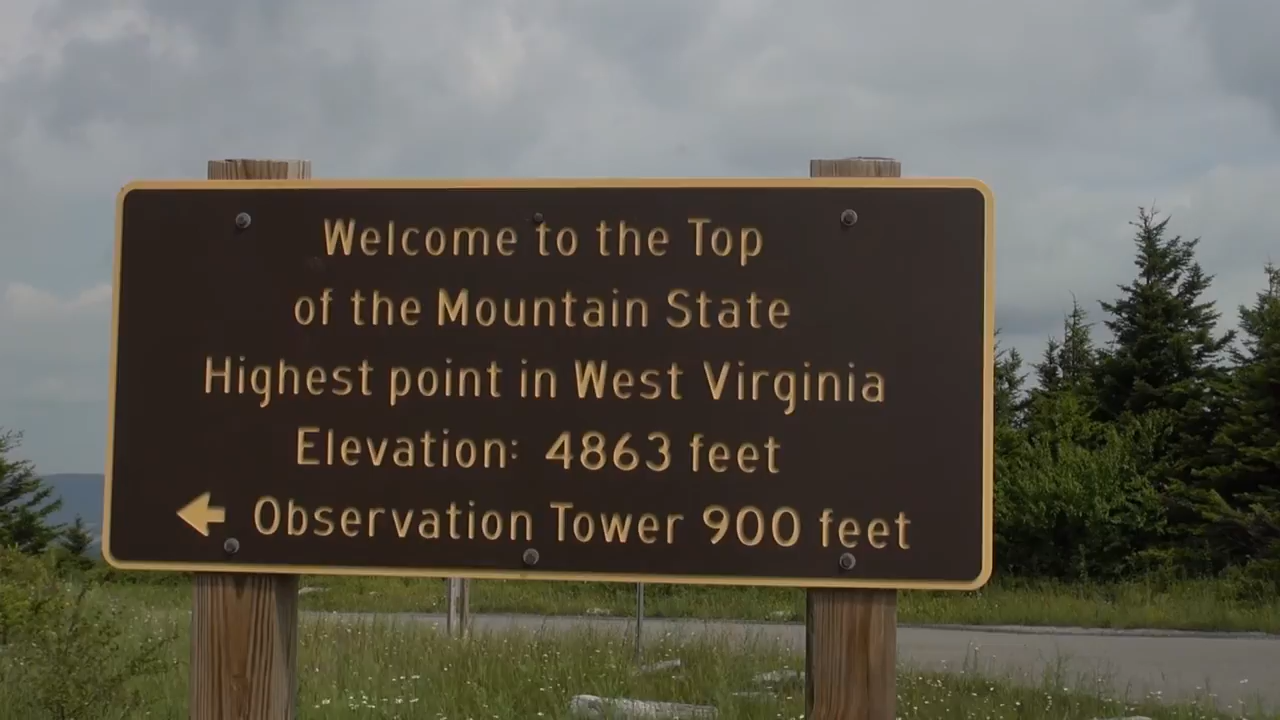 Welcome to the Top
of the Mountain State
Highest point in West Virginia
Elevation: 4863 feet
Observation Tower 900 feet